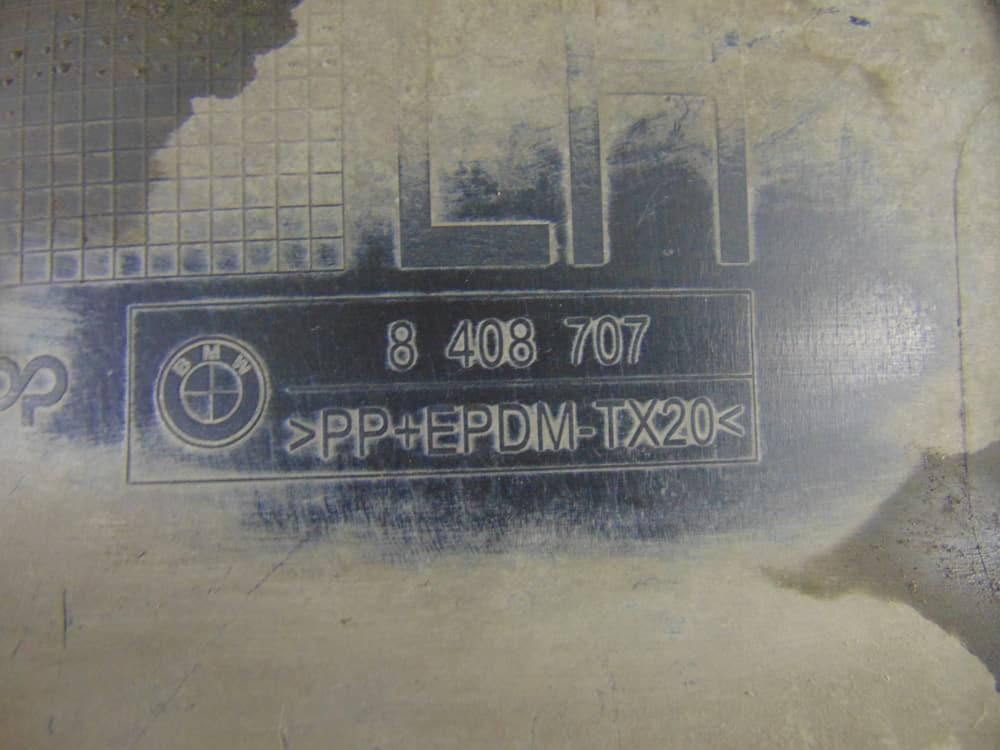 BMW
8 408 707
>PP+EPDM-TX20<